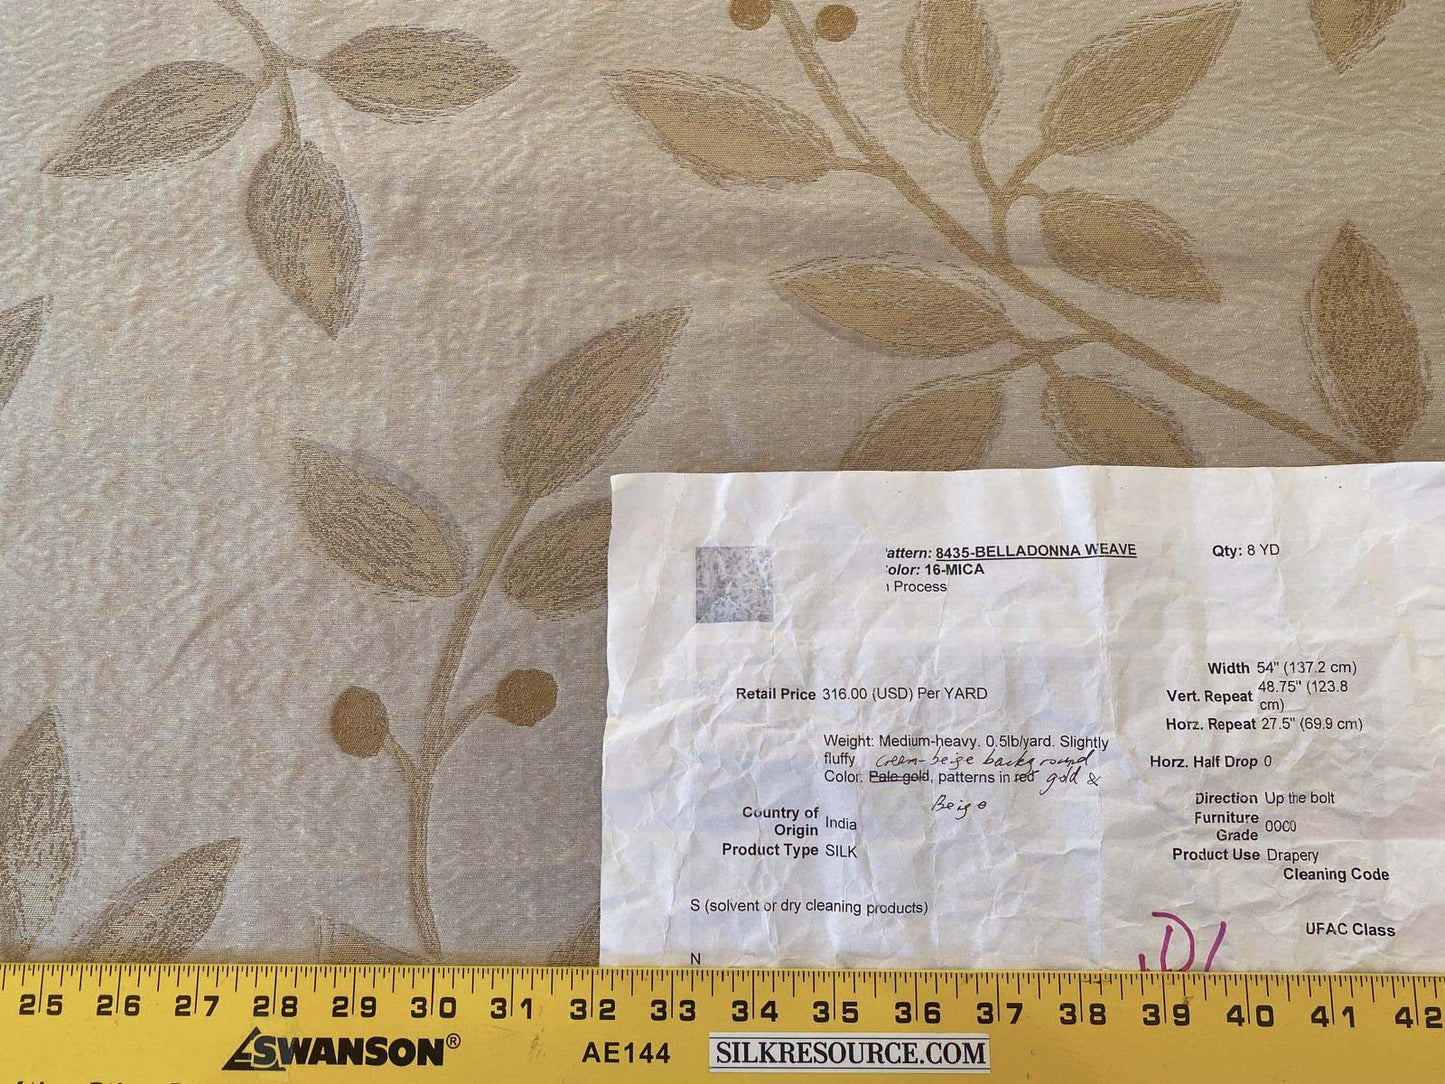 attern: 8435-BELLADONNA WEAVE
Qty: 8 YD
olor: 16-MICA
Process
Width 54" (137.2 cm)
Retail Price 316.00 (USD) Per YARD
Vert. Repeat 48.75" (123.8 cm)
Horz. Repeat 27.5" (69.9 cm)
Weight: Medium-heavy. 0.5lb/yard. Slightly
fluffy creem-beige background
Color. Pale gold, patterns in red gold &
Beige
Horz. Half Drop 0
Direction Up the bolt
Country of Origin India
Furniture Grade 0000
Product Type SILK
Product Use Drapery
Cleaning Code
S (solvent or dry cleaning products)
UFAC Class
N
25 26 27 28 29 30 31 32 33 34 35 36 37 38 39 40 41 42
SWANSON® AE144 SILKRESOURCE.COM